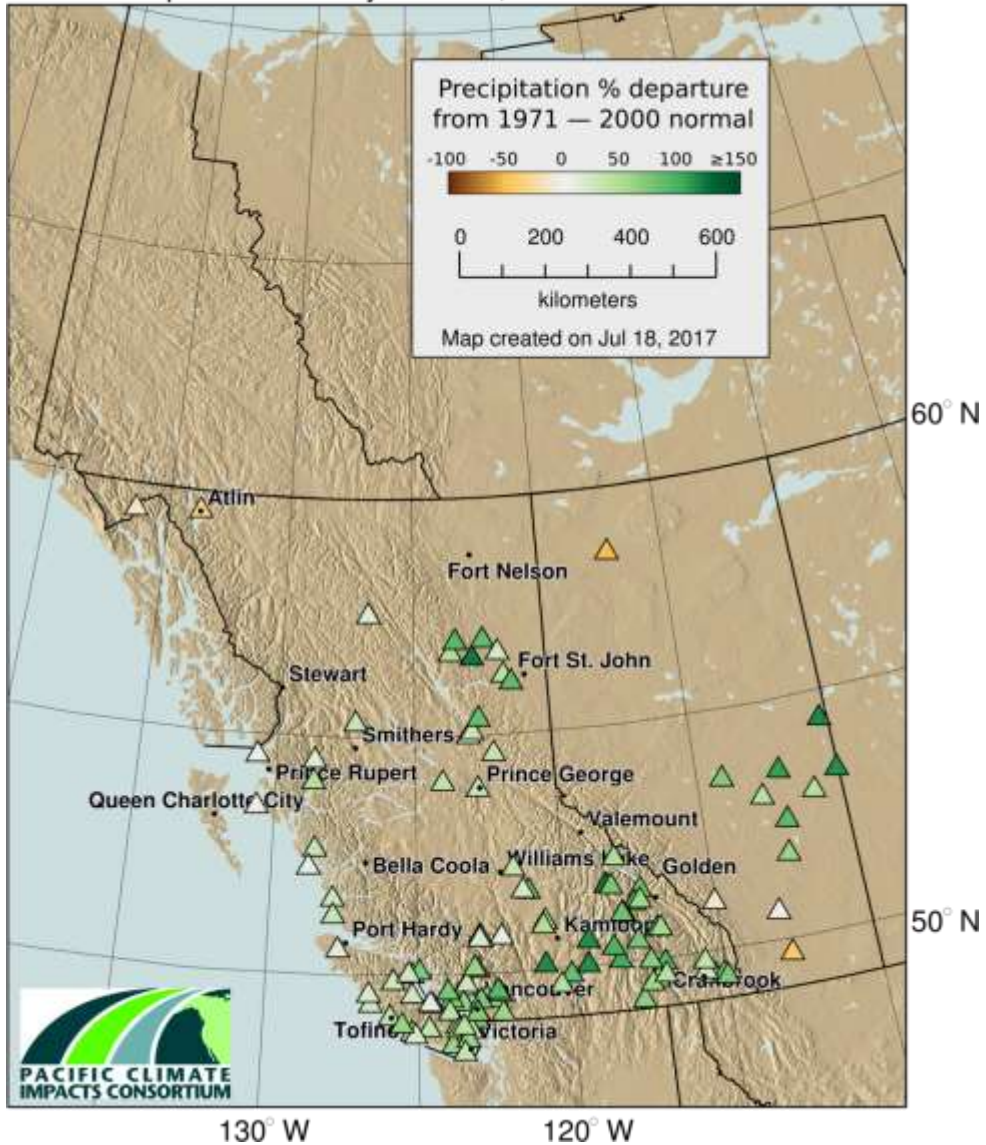 Precipitation % departure
from 1971 — 2000 normal
-100 -50 0 50 100 ≥150
0 200 400 600
kilometers
Map created on Jul 18, 2017
60° N
Atlin
Fort Nelson
Fort St. John
Stewart
Smithers
Prince Rupert
Prince George
Queen Charlotte City
Valemount
Bella Coola
Williams Lake
Golden
50° N
Port Hardy
Kamloops
Cranbrook
Vancouver
Tofino
Victoria
PACIFIC CLIMATE
IMPACTS CONSORTIUM
130° W
120° W